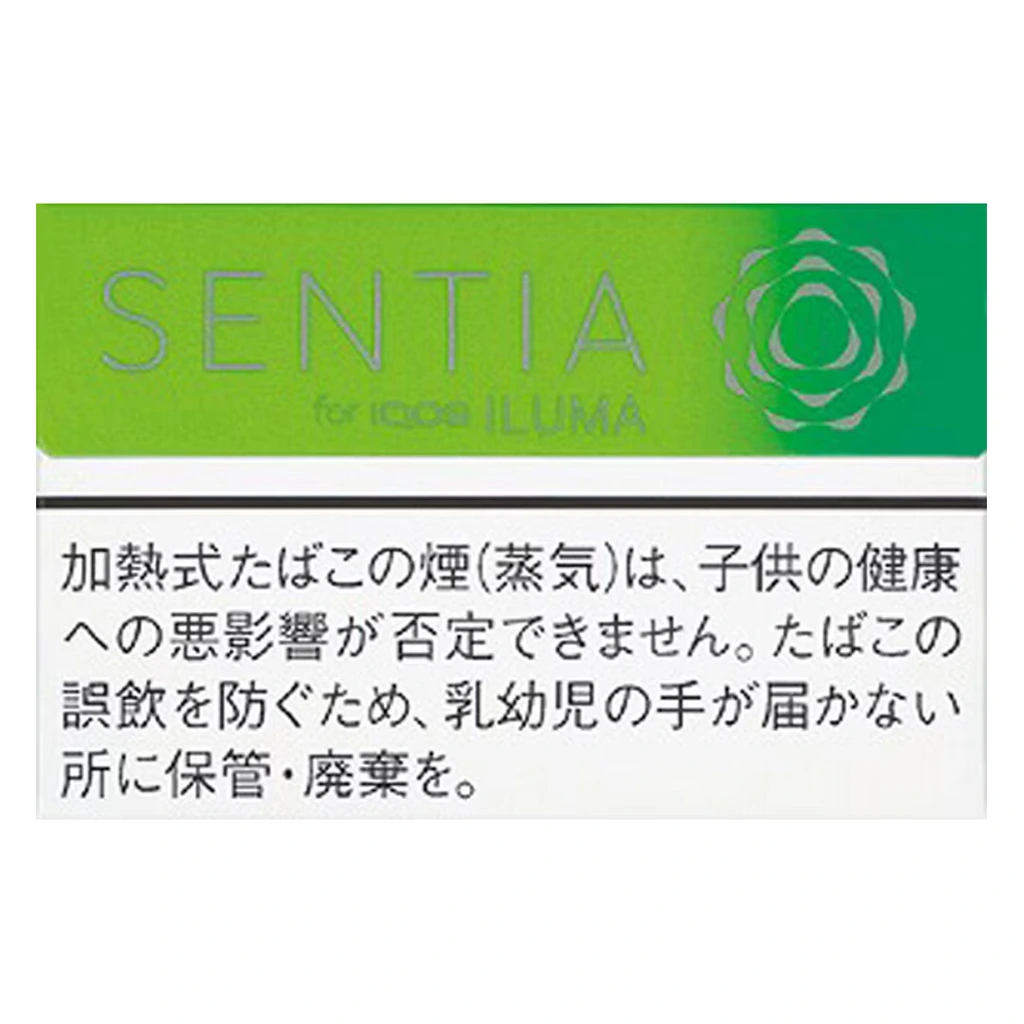 SENTIA
for IQOS ILUMA
加熱式たばこの煙(蒸気)は、子供の健康
への悪影響が否定できません。たばこの
誤飲を防ぐため、乳幼児の手が届かない
所に保管・廃棄を。